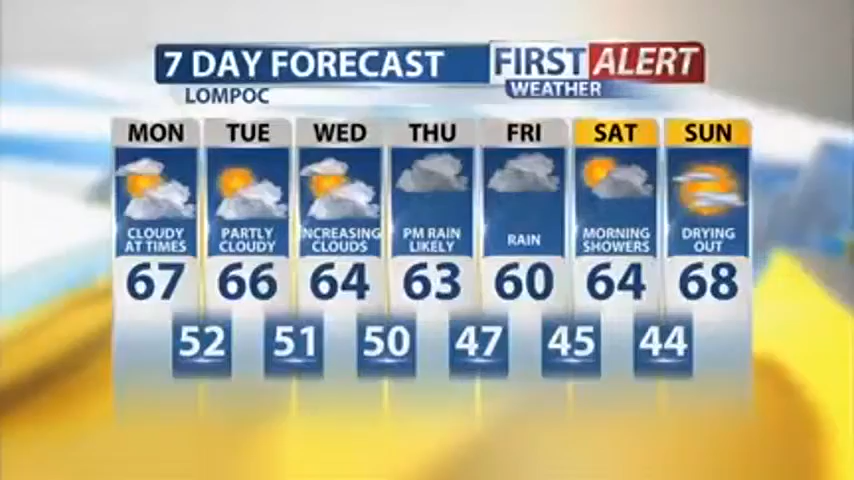 7 DAY FORECAST
FIRST ALERT
WEATHER
LOMPOC
MON TUE WED THU FRI SAT SUN
CLOUDY AT TIMES
PARTLY CLOUDY
INCREASING CLOUDS
PM RAIN LIKELY
RAIN
MORNING SHOWERS
DRYING OUT
67 66 64 63 60 64 68
52 51 50 47 45 44